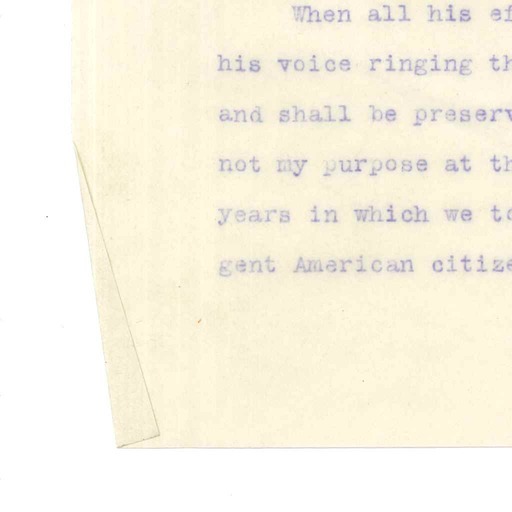 When all his ef
his voice ringing th
and shall be preserv
not my purpose at th
years in which we to
gent American citize